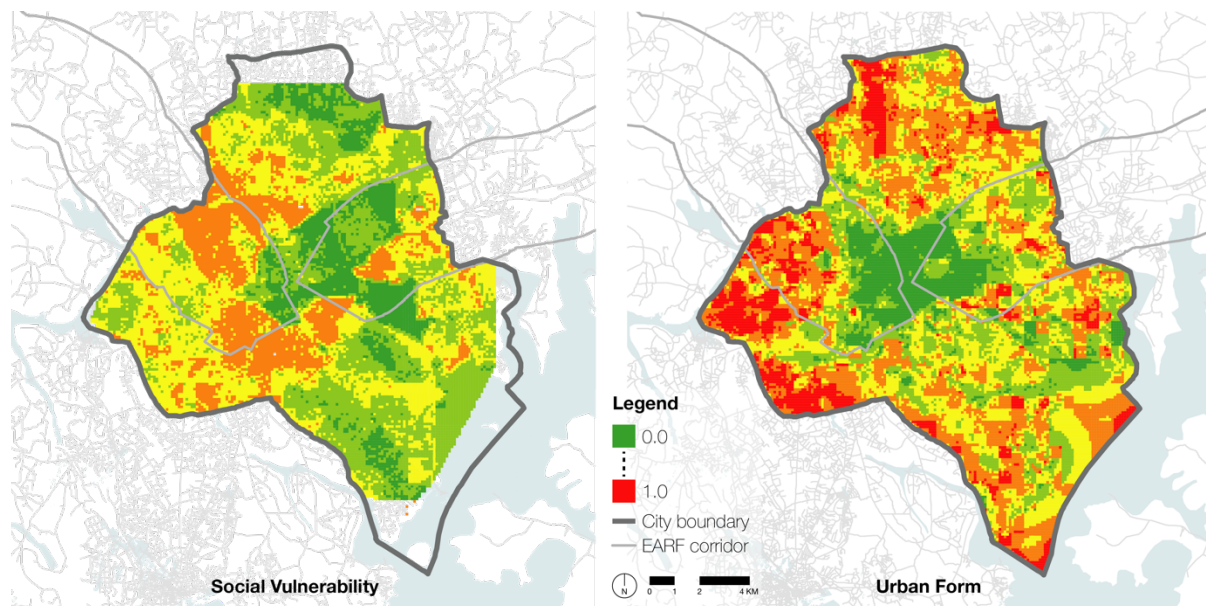 Social Vulnerability
Legend
0.0
1.0
City boundary
EARF corridor
N
0 1 2 4 KM
Urban Form